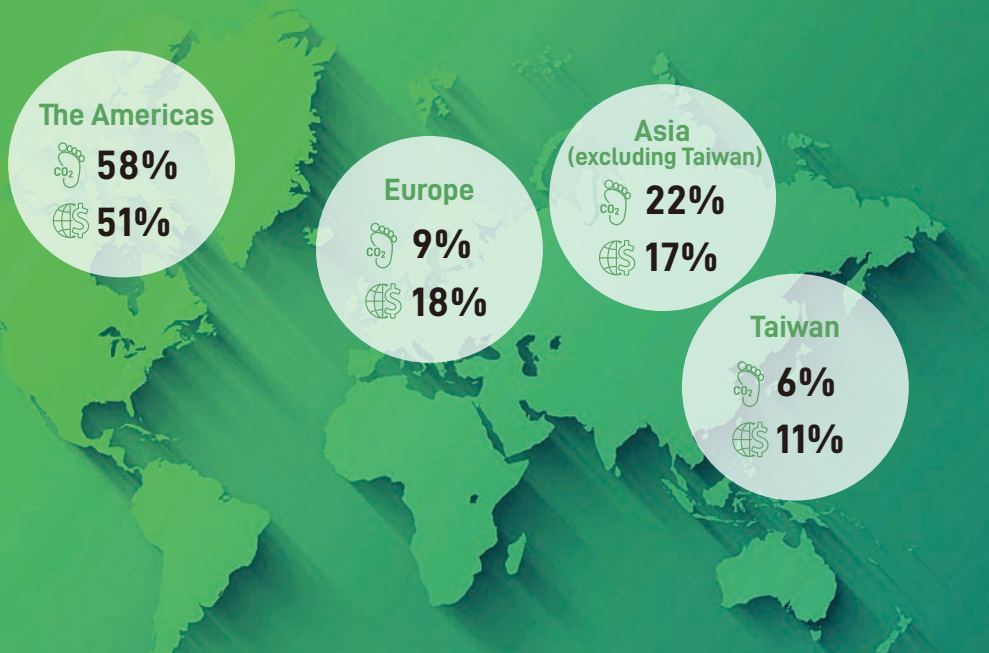 The Americas
CO₂ 58%
51%
Europe
CO₂ 9%
18%
Asia
(excluding Taiwan)
CO₂ 22%
17%
Taiwan
CO₂ 6%
11%